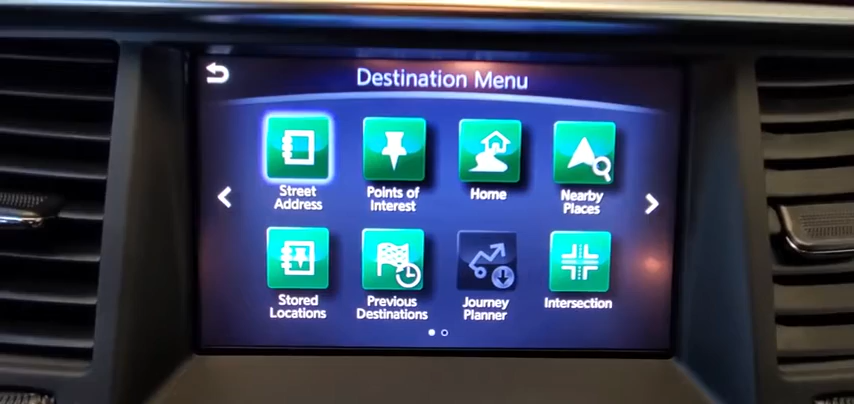 Destination Menu
Street
Address
Points of
Interest
Home
Nearby
Places
Stored
Locations
Previous
Destinations
Journey
Planner
Intersection